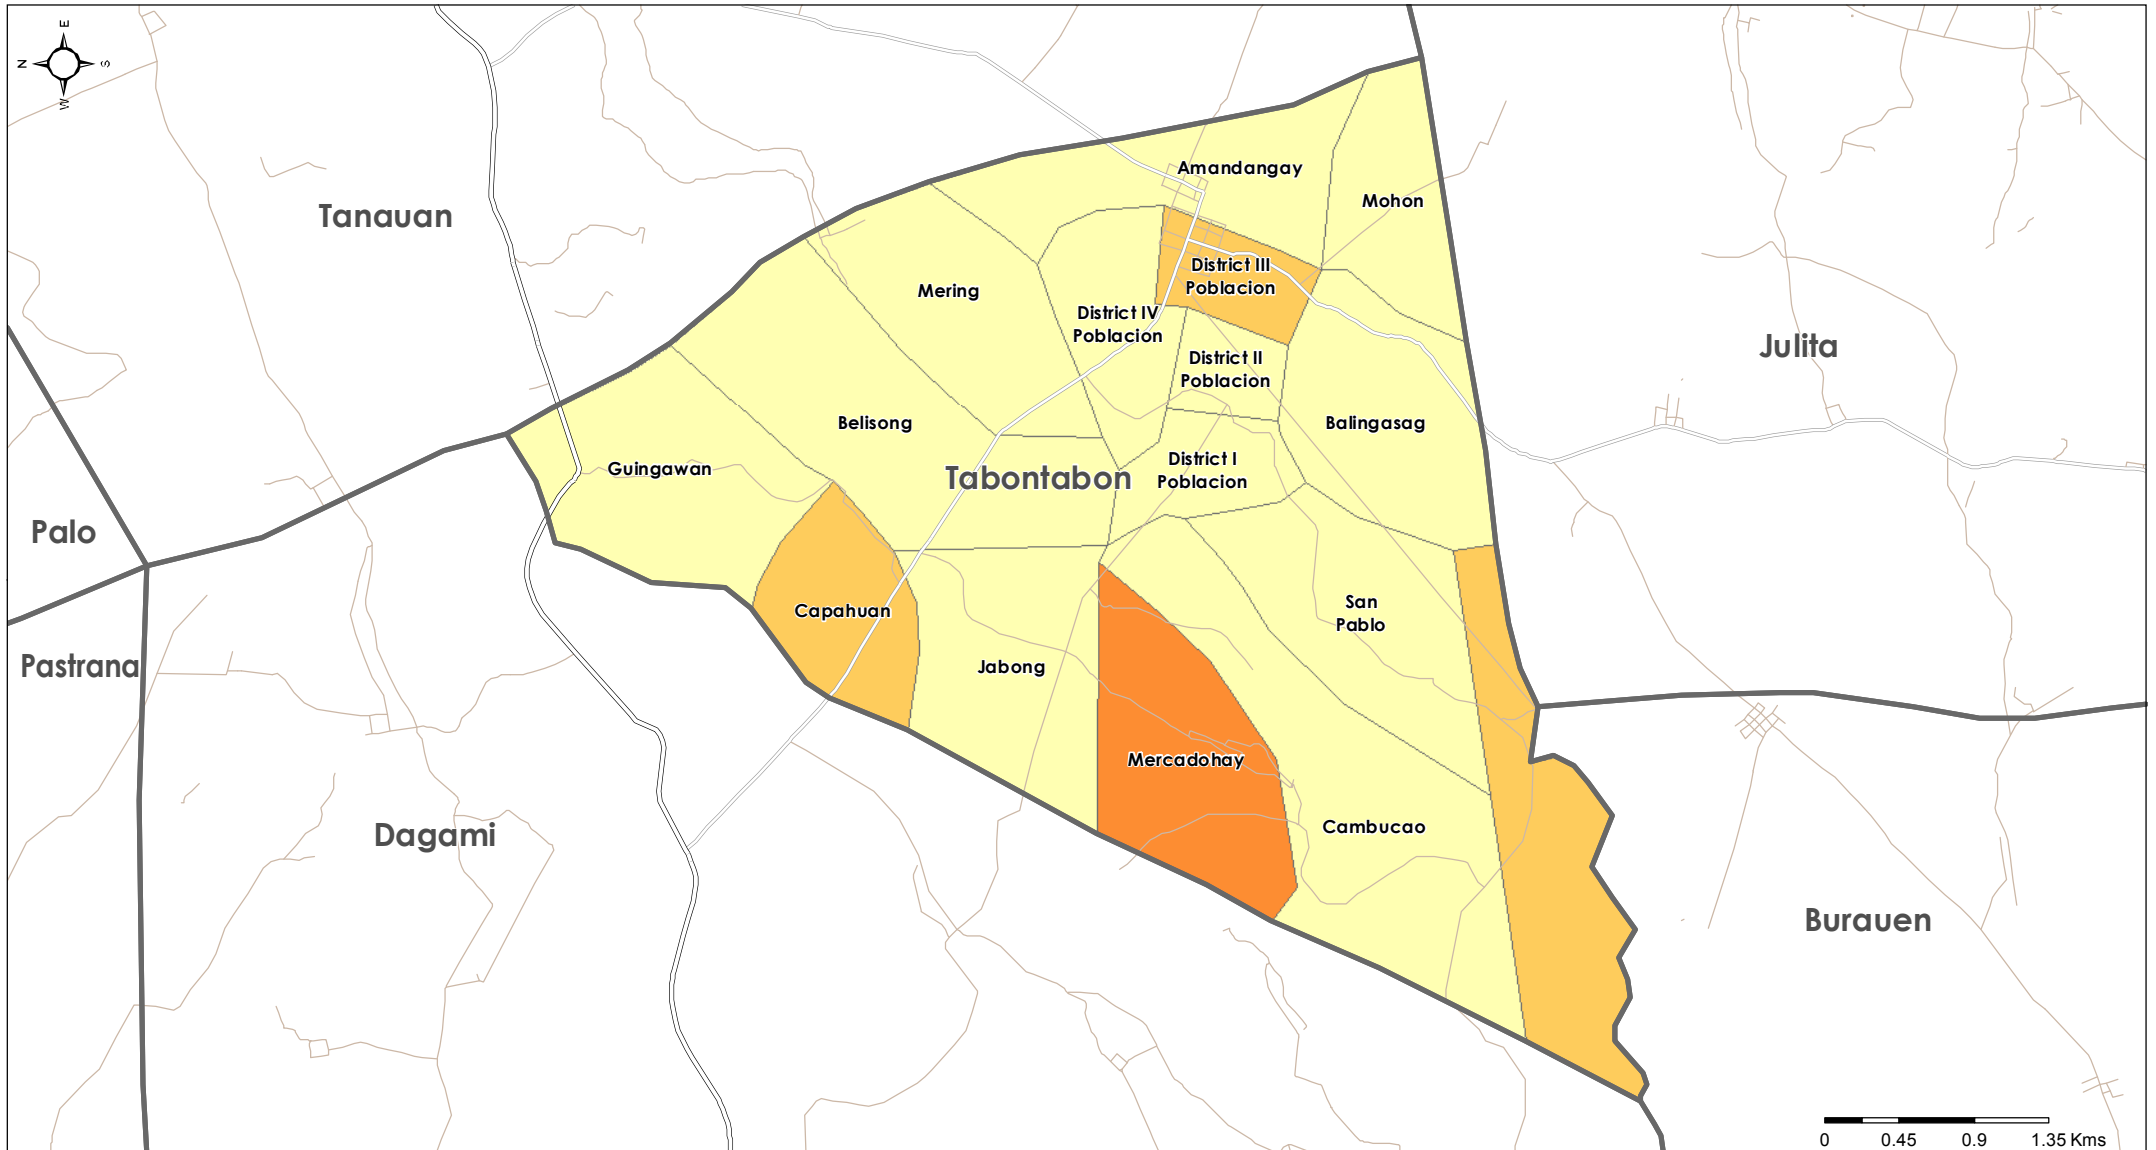 E
N
S
W
Amandangay
Mohon
Tanauan
District III
Poblacion
Mering
District IV
Poblacion
Julita
District II
Poblacion
Belisong
Balingasag
Guingawan
Tabontabon
District I
Poblacion
Palo
Capahuan
San
Pablo
Pastrana
Jabong
Mercadohay
Dagami
Cambucao
Burauen
0 0.45 0.9 1.35 Kms